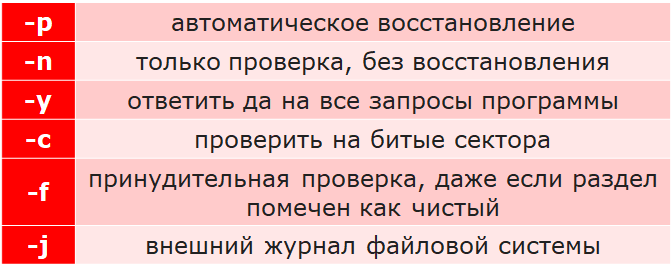 –p автоматическое восстановление
–n только проверка, без восстановления
–y ответить да на все запросы программы
–c проверить на битые сектора
–f принудительная проверка, даже если раздел
помечен как чистый
–j внешний журнал файловой системы